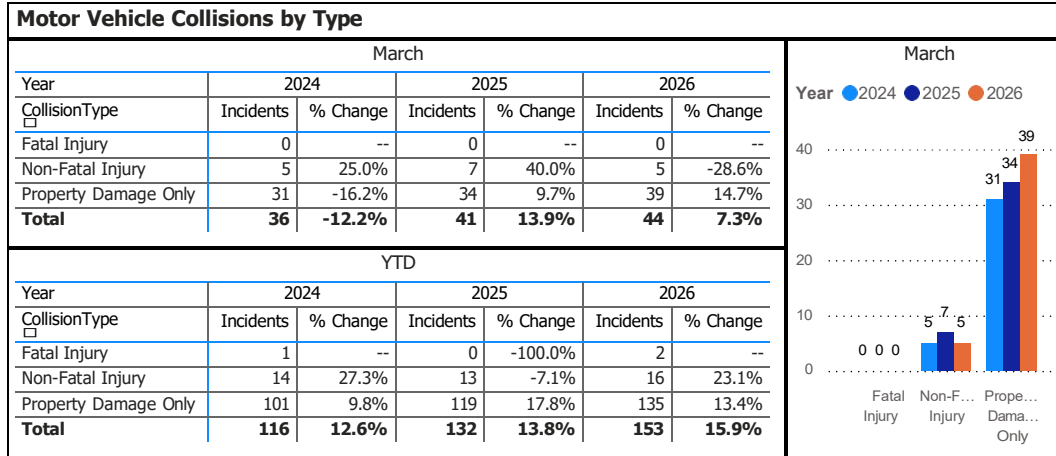 Motor Vehicle Collisions by Type
March
Year 2024 2025 2026
CollisionType Incidents % Change Incidents % Change Incidents % Change
Fatal Injury 0 -- 0 -- 0 --
Non-Fatal Injury 5 25.0% 7 40.0% 5 -28.6%
Property Damage Only 31 -16.2% 34 9.7% 39 14.7%
Total 36 -12.2% 41 13.9% 44 7.3%
YTD
Year 2024 2025 2026
CollisionType Incidents % Change Incidents % Change Incidents % Change
Fatal Injury 1 -- 0 -100.0% 2 --
Non-Fatal Injury 14 27.3% 13 -7.1% 16 23.1%
Property Damage Only 101 9.8% 119 17.8% 135 13.4%
Total 116 12.6% 132 13.8% 153 15.9%
March
Year 2024 2025 2026
40
30
20
10
0
0 0 0
5 7 5
31 34 39
Fatal Non-F… Prope…
Injury Injury Dama…
Only